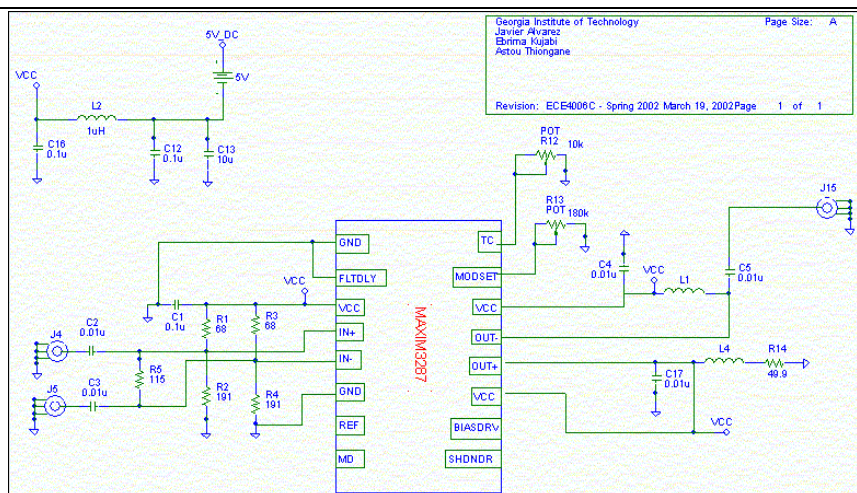 Georgia Institute of Technology Page Size: A
Javier Alvarez
Ebrima Kujabi
Astou Thiongane
Revision: ECE4006C - Spring 2002 March 19, 2002Page 1 of 1
5V_DC
5V
VCC
L2
1uH
C16
0.1u
C12
0.1u
C13
10u
POT
R12
10k
R13
POT
180k
J15
GND
FLTDLY
VCC
IN+
IN-
GND
REF
MD
MAXIM3287
TC
MODSET
VCC
OUT-
OUT+
VCC
BIASDRV
SHDNDR
VCC
C1
0.1u
R1
68
R3
68
J4
C2
0.01u
R5
115
J5
C3
0.01u
R2
191
R4
191
C4
0.01u
VCC
L1
C5
0.01u
C17
0.01u
L4
R14
49.9
VCC